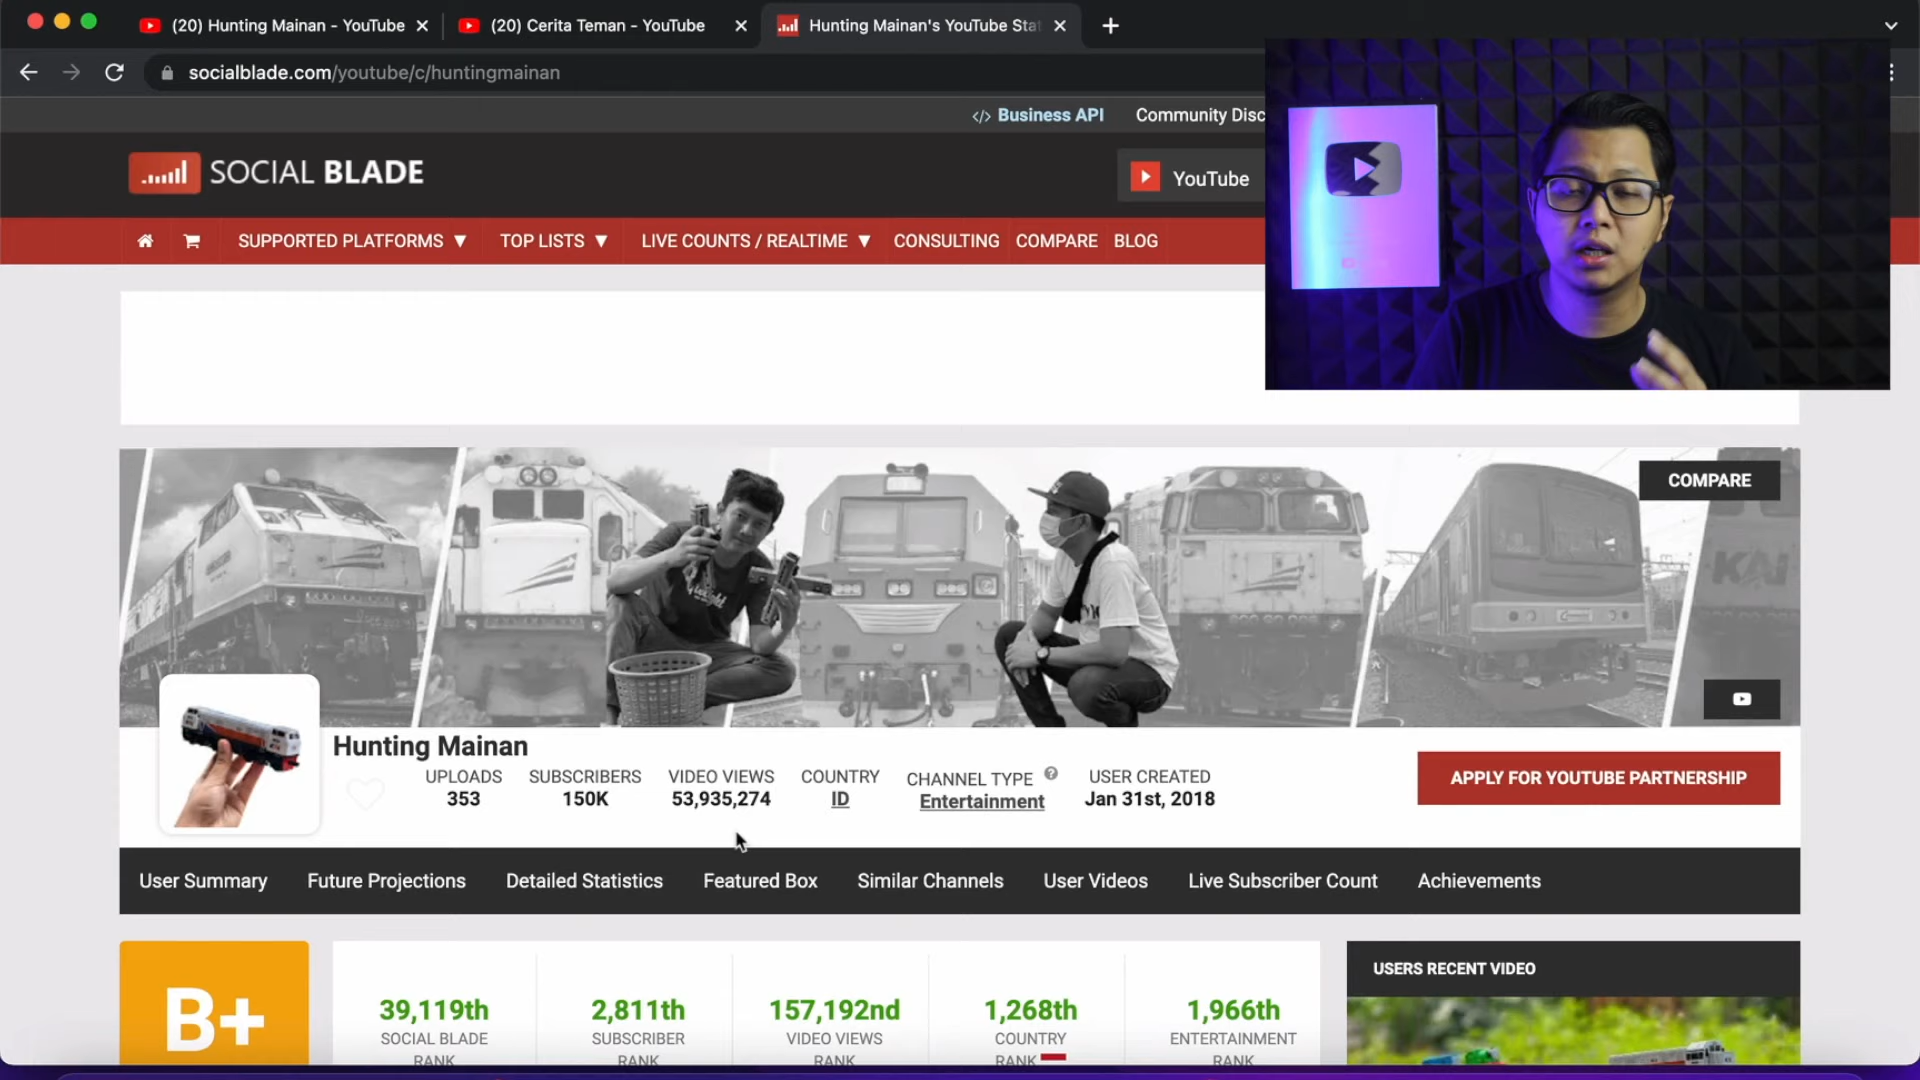 (20) Hunting Mainan - YouTube
(20) Cerita Teman - YouTube
Hunting Mainan's YouTube Stat
socialblade.com/youtube/c/huntingmainan
</> Business API
Community Disc
SOCIAL BLADE
YouTube
SUPPORTED PLATFORMS ▼
TOP LISTS ▼
LIVE COUNTS / REALTIME ▼
CONSULTING
COMPARE
BLOG
COMPARE
KAI
Hunting Mainan
UPLOADS
353
SUBSCRIBERS
150K
VIDEO VIEWS
53,935,274
COUNTRY
ID
CHANNEL TYPE
Entertainment
USER CREATED
Jan 31st, 2018
APPLY FOR YOUTUBE PARTNERSHIP
User Summary
Future Projections
Detailed Statistics
Featured Box
Similar Channels
User Videos
Live Subscriber Count
Achievements
B+
39,119th
SOCIAL BLADE
RANK
2,811th
SUBSCRIBER
RANK
157,192nd
VIDEO VIEWS
RANK
1,268th
COUNTRY
RANK
1,966th
ENTERTAINMENT
RANK
USERS RECENT VIDEO